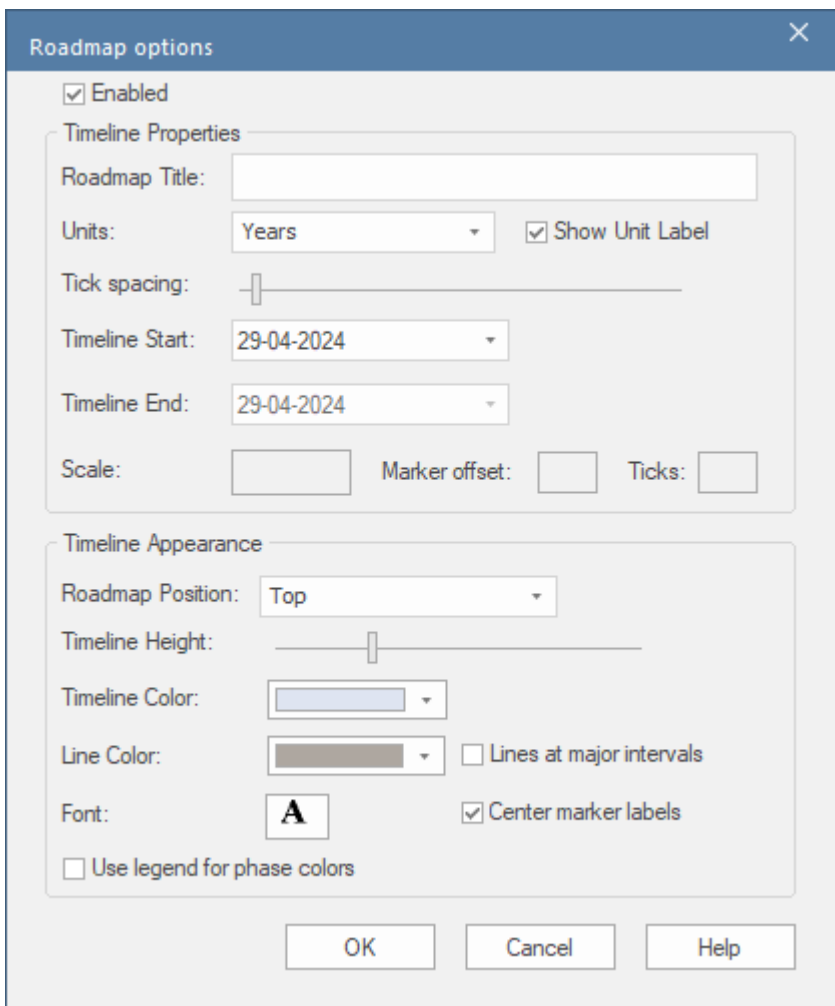 Roadmap options
Enabled
Timeline Properties
Roadmap Title:
Units: Years Show Unit Label
Tick spacing:
Timeline Start: 29-04-2024
Timeline End: 29-04-2024
Scale: Marker offset: Ticks:
Timeline Appearance
Roadmap Position: Top
Timeline Height:
Timeline Color:
Line Color: Lines at major intervals
Font: A Center marker labels
Use legend for phase colors
OK Cancel Help